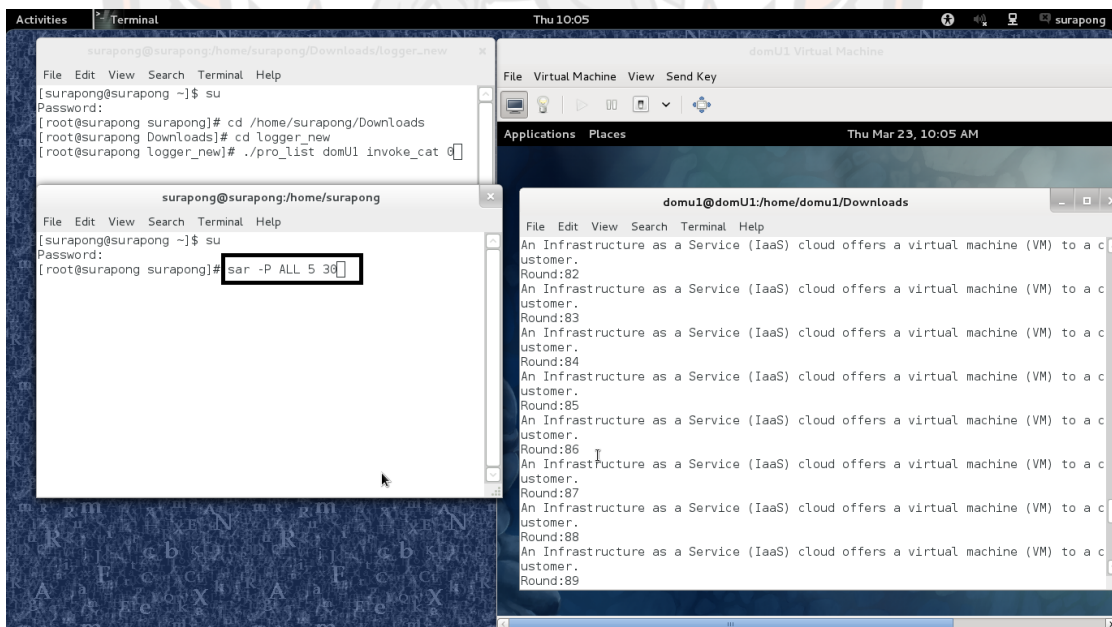 Activities
Terminal
Thu 10:05
surapong
surapong@surapong:/home/surapong/Downloads/logger_new
File Edit View Search Terminal Help
[surapong@surapong ~]$ su
Password:
[root@surapong surapong]# cd /home/surapong/Downloads
[root@surapong Downloads]# cd logger_new
[root@surapong logger_new]# ./pro_list domU1 invoke_cat 0
surapong@surapong:/home/surapong
File Edit View Search Terminal Help
[surapong@surapong ~]$ su
Password:
[root@surapong surapong]# sar -P ALL 5 30
domU1 Virtual Machine
File Virtual Machine View Send Key
Applications Places
Thu Mar 23, 10:05 AM
domu1@domU1:/home/domu1/Downloads
File Edit View Search Terminal Help
An Infrastructure as a Service (IaaS) cloud offers a virtual machine (VM) to a c
ustomer.
Round:82
An Infrastructure as a Service (IaaS) cloud offers a virtual machine (VM) to a c
ustomer.
Round:83
An Infrastructure as a Service (IaaS) cloud offers a virtual machine (VM) to a c
ustomer.
Round:84
An Infrastructure as a Service (IaaS) cloud offers a virtual machine (VM) to a c
ustomer.
Round:85
An Infrastructure as a Service (IaaS) cloud offers a virtual machine (VM) to a c
ustomer.
Round:86
An Infrastructure as a Service (IaaS) cloud offers a virtual machine (VM) to a c
ustomer.
Round:87
An Infrastructure as a Service (IaaS) cloud offers a virtual machine (VM) to a c
ustomer.
Round:88
An Infrastructure as a Service (IaaS) cloud offers a virtual machine (VM) to a c
ustomer.
Round:89